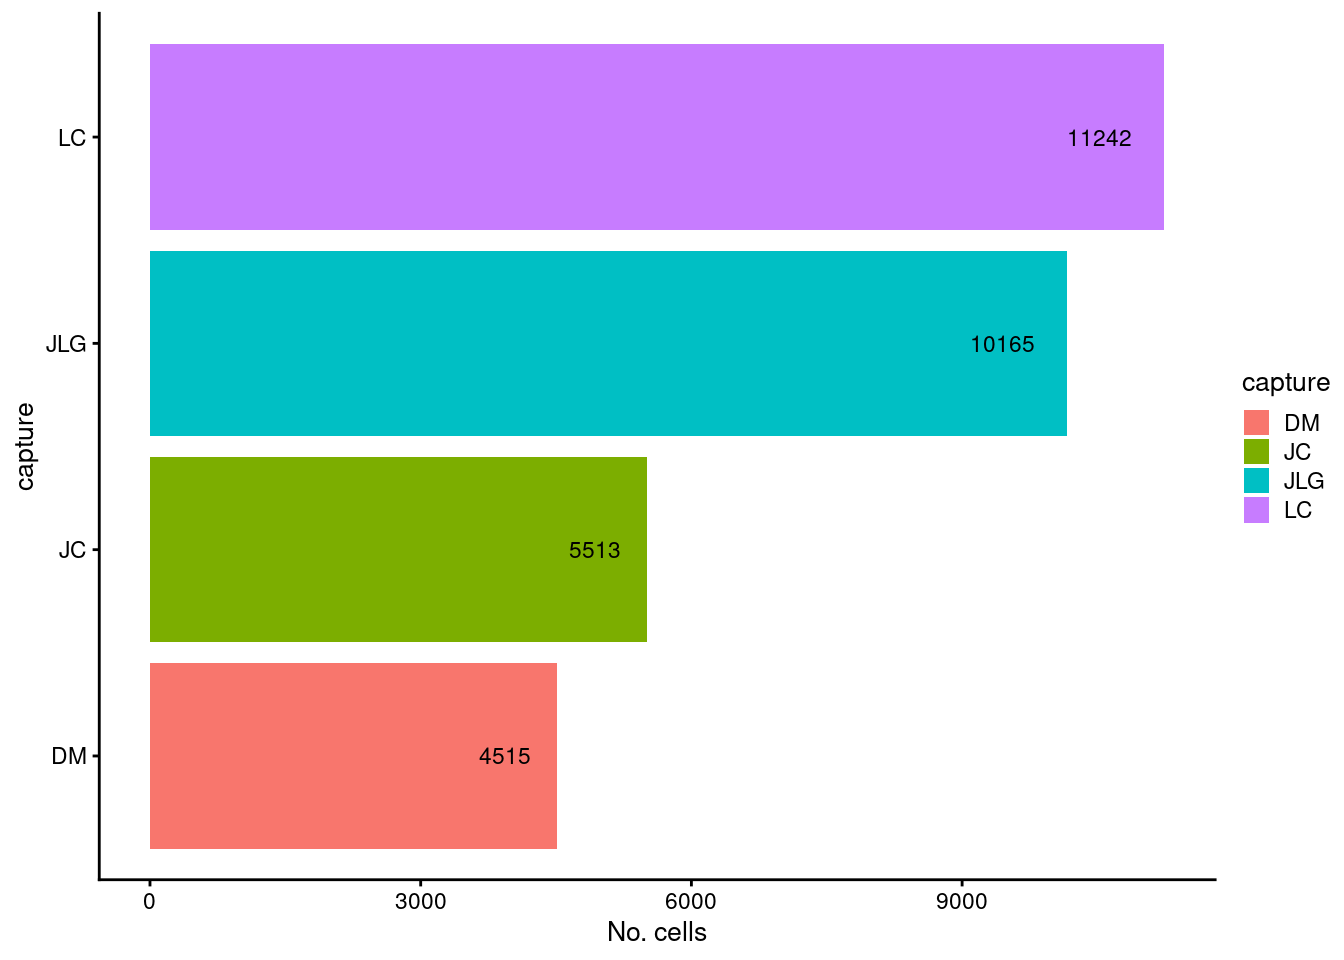 LC
11242
JLG
10165
capture
JC
5513
DM
4515
0 3000 6000 9000
No. cells
capture
DM
JC
JLG
LC